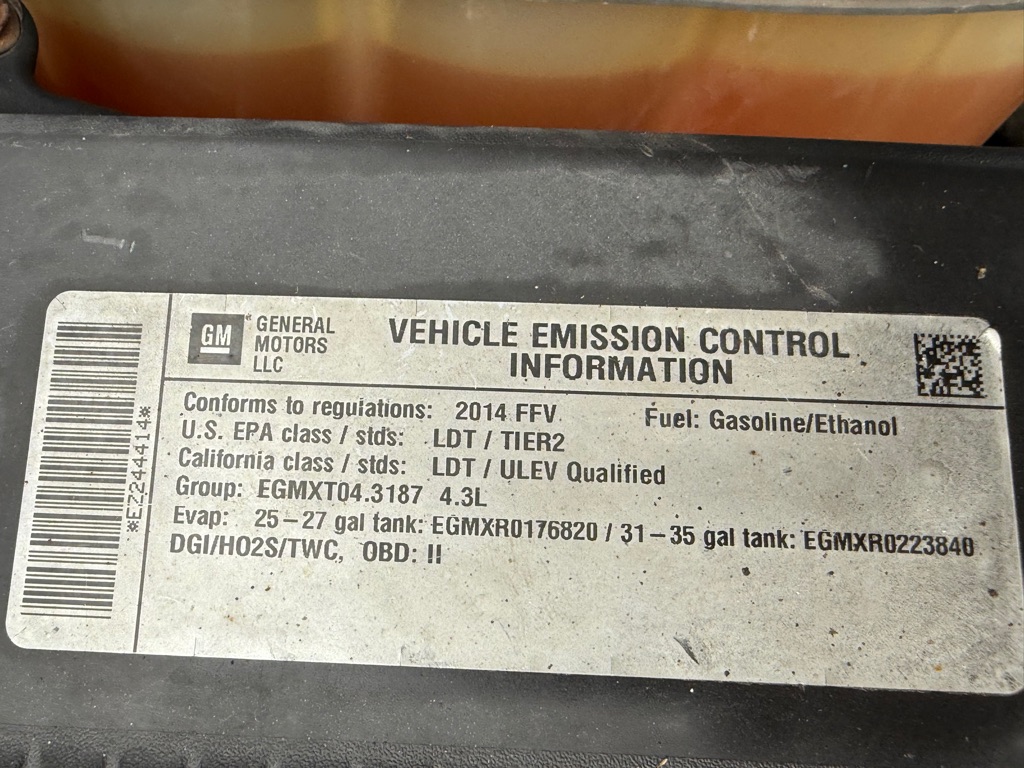 GM
GENERAL
MOTORS
LLC
VEHICLE EMISSION CONTROL
INFORMATION
Conforms to regulations: 2014 FFV Fuel: Gasoline/Ethanol
U.S. EPA class / stds: LDT / TIER2
California class / stds: LDT / ULEV Qualified
Group: EGMXT04.3187 4.3L
Evap: 25-27 gal tank: EGMXR0176820 / 31-35 gal tank: EGMXR0223840
DGI/HO2S/TWC, OBD: II
*EZ244414*